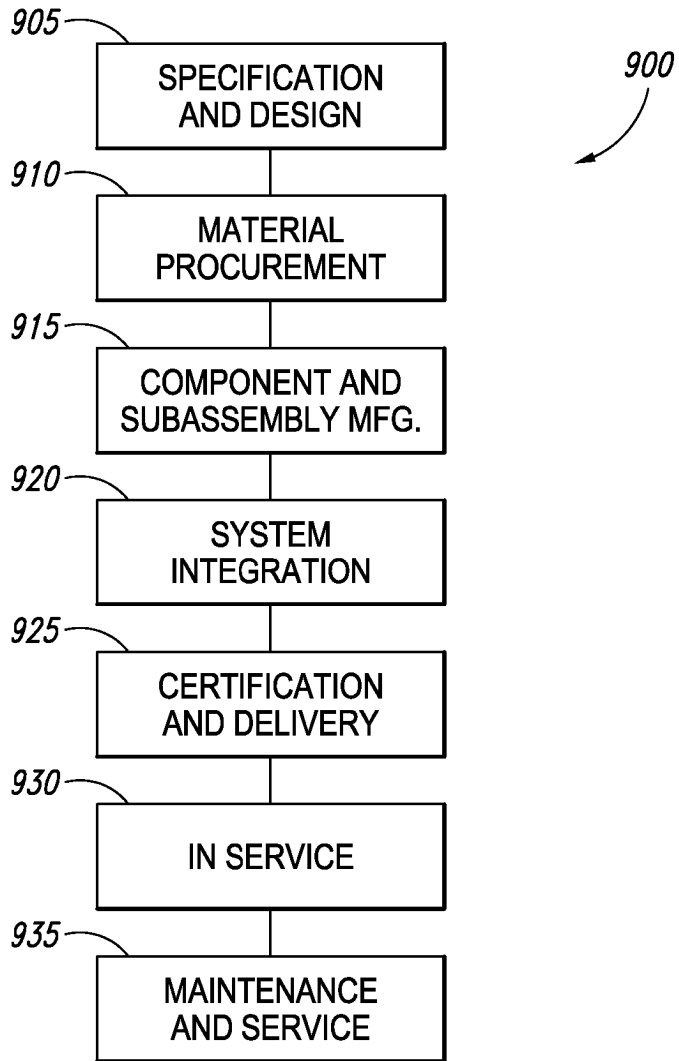 905
SPECIFICATION
AND DESIGN
900
910
MATERIAL
PROCUREMENT
915
COMPONENT AND
SUBASSEMBLY MFG.
920
SYSTEM
INTEGRATION
925
CERTIFICATION
AND DELIVERY
930
IN SERVICE
935
MAINTENANCE
AND SERVICE